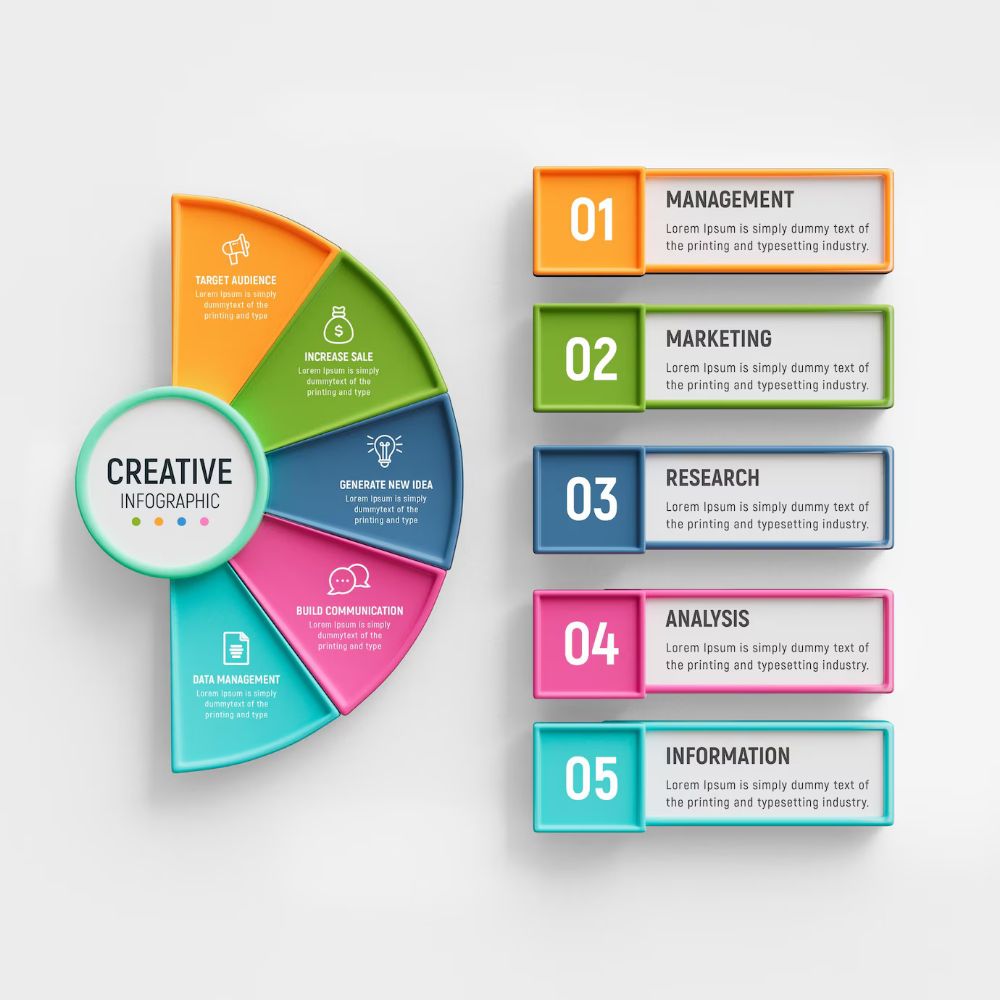 CREATIVE
INFOGRAPHIC
TARGET AUDIENCE
Lorem Ipsum is simply
dummytext of the
printing and type
$
INCREASE SALE
Lorem Ipsum is simply
dummytext of the
printing and type
GENERATE NEW IDEA
Lorem Ipsum is simply
dummytext of the
printing and type
BUILD COMMUNICATION
Lorem Ipsum is simply
dummytext of the
printing and type
DATA MANAGEMENT
Lorem Ipsum is simply
dummytext of the
printing and type
01
MANAGEMENT
Lorem Ipsum is simply dummy text of
the printing and typesetting industry.
02
MARKETING
Lorem Ipsum is simply dummy text of
the printing and typesetting industry.
03
RESEARCH
Lorem Ipsum is simply dummy text of
the printing and typesetting industry.
04
ANALYSIS
Lorem Ipsum is simply dummy text of
the printing and typesetting industry.
05
INFORMATION
Lorem Ipsum is simply dummy text of
the printing and typesetting industry.